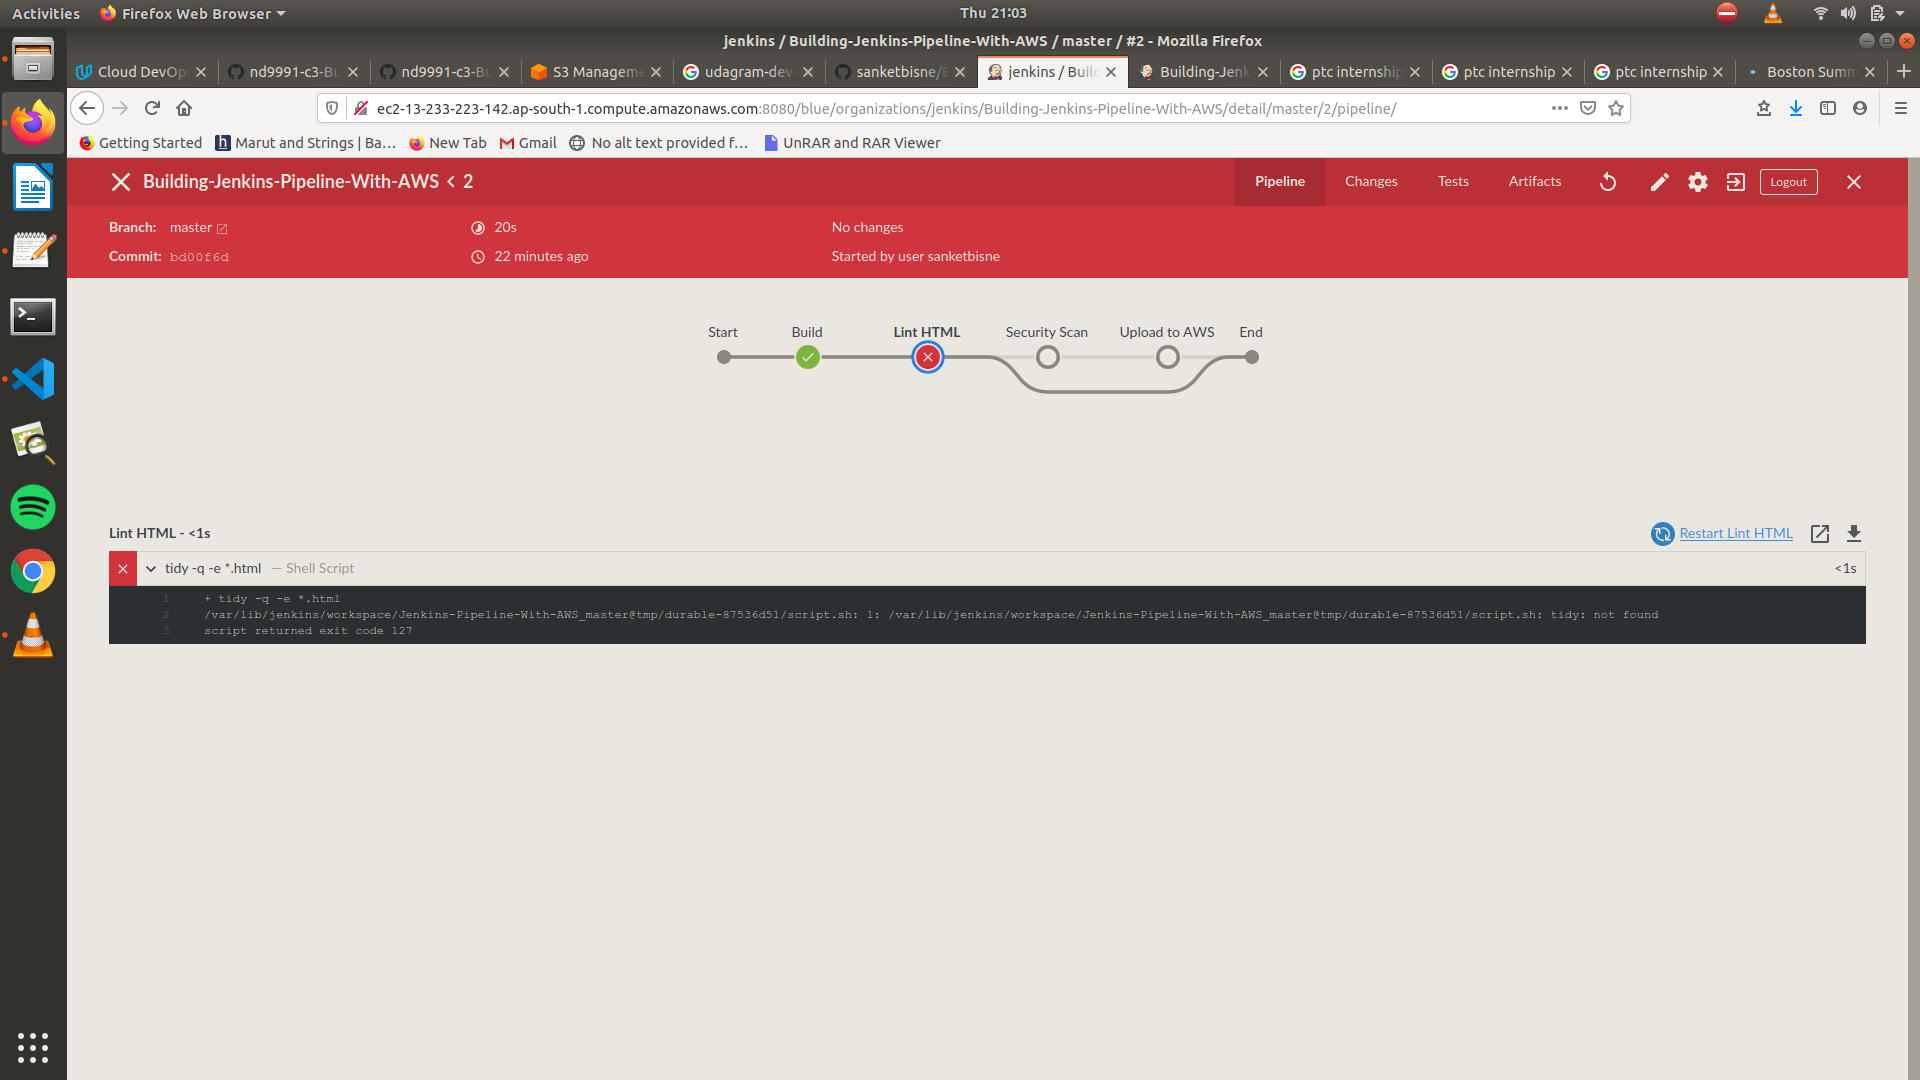 Activities
Firefox Web Browser
Thu 21:03
jenkins / Building-Jenkins-Pipeline-With-AWS / master / #2 - Mozilla Firefox
Cloud DevOp
nd9991-c3-Bu
nd9991-c3-Bu
S3 Manageme
udagram-dev-
sanketbisne/B
jenkins / Build
Building-Jenk
ptc internship
ptc internship
ptc internship
Boston Summ
ec2-13-233-223-142.ap-south-1.compute.amazonaws.com:8080/blue/organizations/jenkins/Building-Jenkins-Pipeline-With-AWS/detail/master/2/pipeline/
Getting Started
h Marut and Strings | Ba...
New Tab
Gmail
No alt text provided f...
UnRAR and RAR Viewer
Building-Jenkins-Pipeline-With-AWS < 2
Pipeline
Changes
Tests
Artifacts
Logout
Branch: master
20s
No changes
Commit: bd00f6d
22 minutes ago
Started by user sanketbisne
Start
Build
Lint HTML
Security Scan
Upload to AWS
End
Lint HTML - <1s
Restart Lint HTML
tidy -q -e *.html — Shell Script
<1s
1 + tidy -q -e *.html
2 /var/lib/jenkins/workspace/Jenkins-Pipeline-With-AWS_master@tmp/durable-87536d51/script.sh: 1: /var/lib/jenkins/workspace/Jenkins-Pipeline-With-AWS_master@tmp/durable-87536d51/script.sh: tidy: not found
3 script returned exit code 127